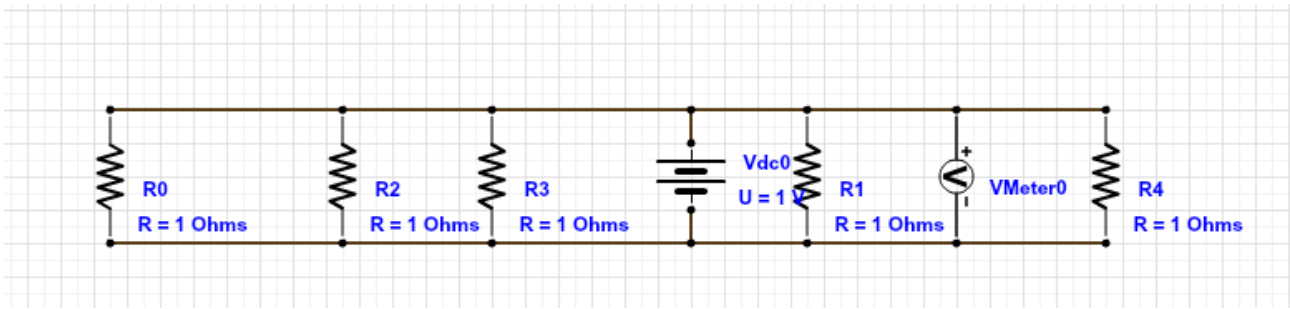 R0
R = 1 Ohms
R2
R = 1 Ohms
R3
R = 1 Ohms
Vdc0
U = 1 V
R1
R = 1 Ohms
+
V
VMeter0
-
R4
R = 1 Ohms